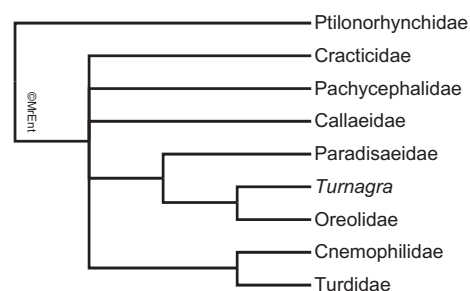 Ptilonorhynchidae
Cracticidae
Pachycephalidae
Callaeidae
Paradisaeidae
Turnagra
Oreolidae
Cnemophilidae
Turdidae
©MrEnt